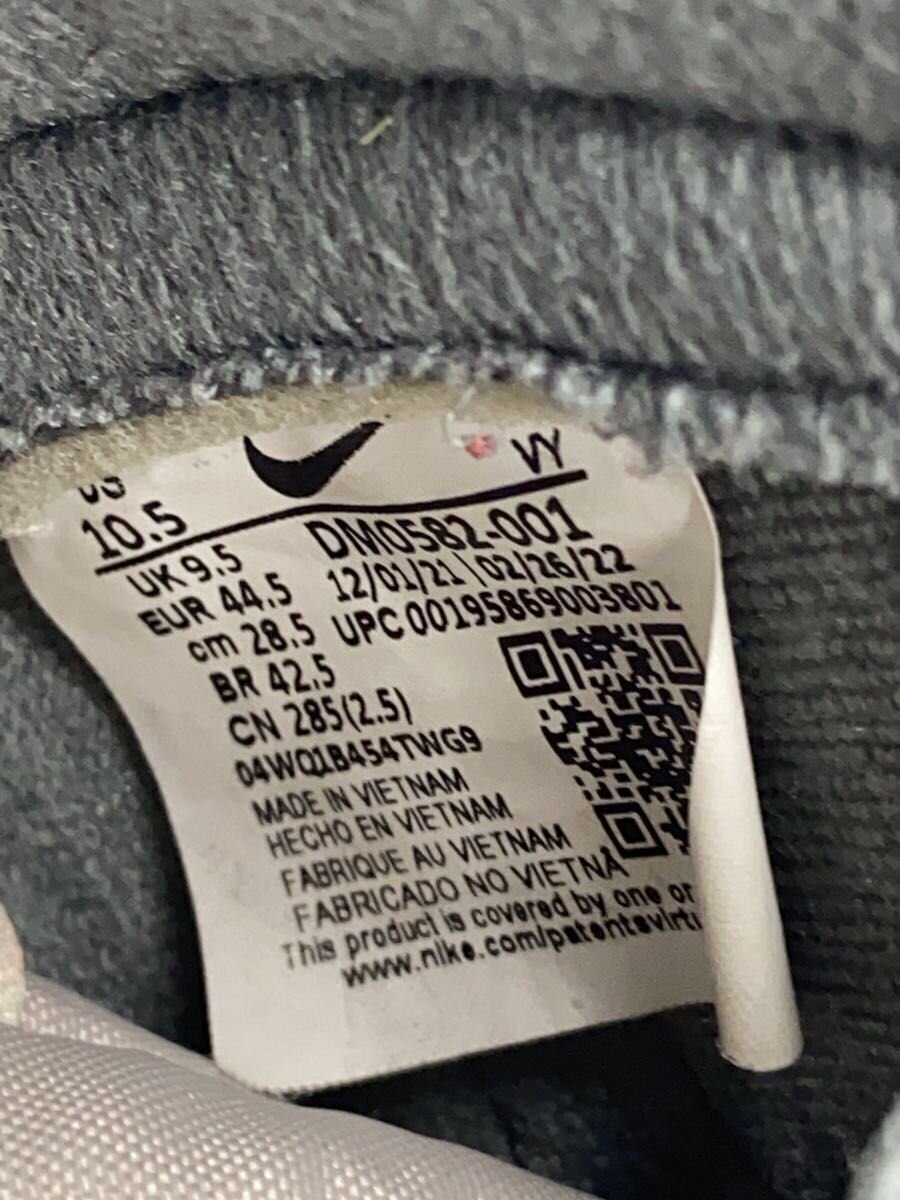 US
VY
10.5
DM0582-001
UK 9.5
12/01/21 02/26/22
EUR 44.5
UPC 00195869003801
cm 28.5
BR 42.5
CN 285(2.5)
04WQ1B454TWG9
MADE IN VIETNAM
HECHO EN VIETNAM
FABRIQUE AU VIETNAM
FABRICADO NO VIETNÃ
This product is covered by one or
www.nike.com/patentsvirtu